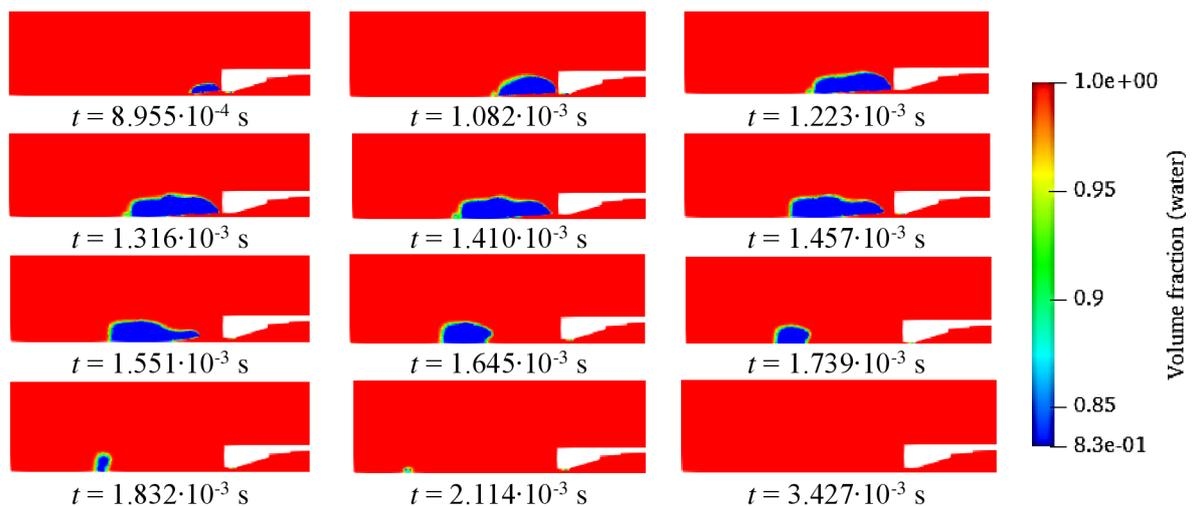 t = 8.955·10⁻⁴ s
t = 1.082·10⁻³ s
t = 1.223·10⁻³ s
t = 1.316·10⁻³ s
t = 1.410·10⁻³ s
t = 1.457·10⁻³ s
t = 1.551·10⁻³ s
t = 1.645·10⁻³ s
t = 1.739·10⁻³ s
t = 1.832·10⁻³ s
t = 2.114·10⁻³ s
t = 3.427·10⁻³ s
1.0e+00
0.95
0.9
0.85
8.3e-01
Volume fraction (water)